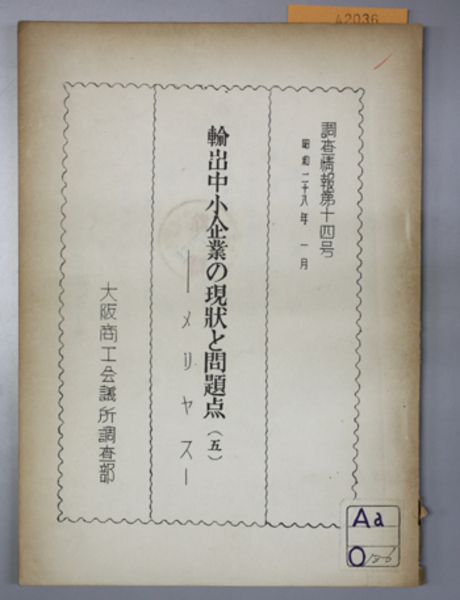 42036
調査情報第十四号
昭和二十八年一月
輸出中小企業の現狀と問題点(五)
——メリヤス—
大阪商工会議所調査部
Aa
O